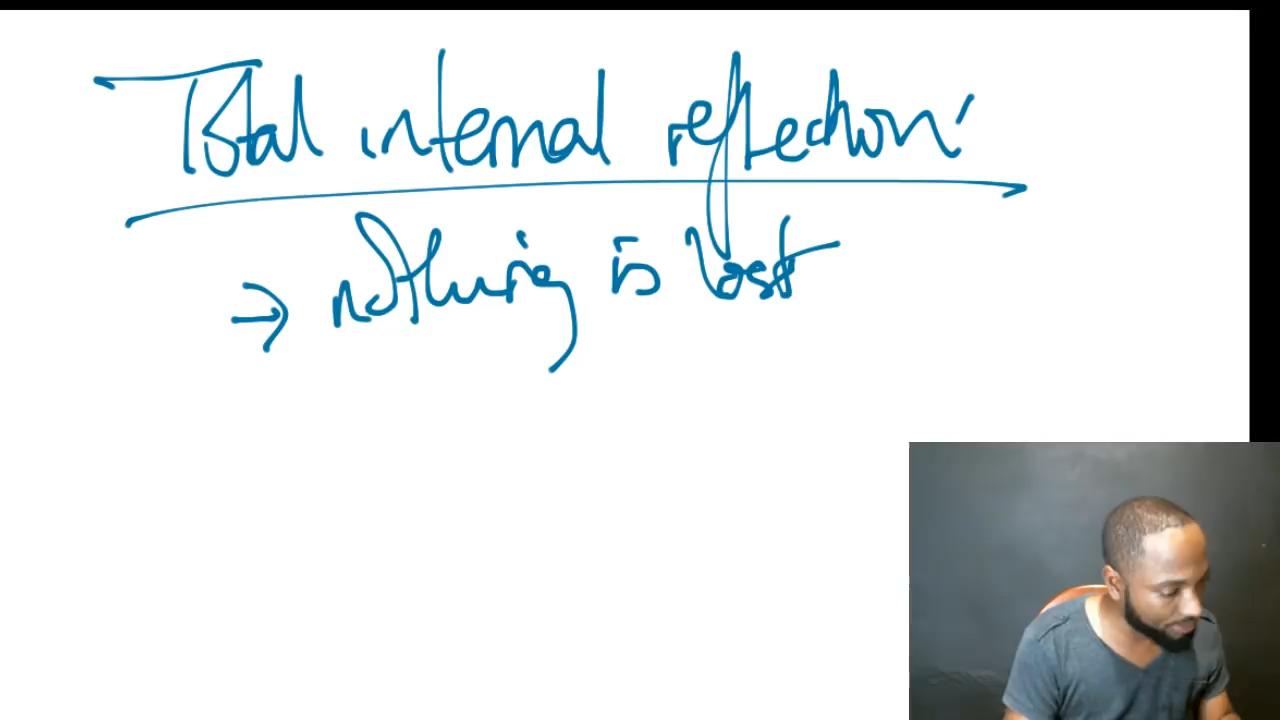 Total internal reflection:
→ nothing is lost